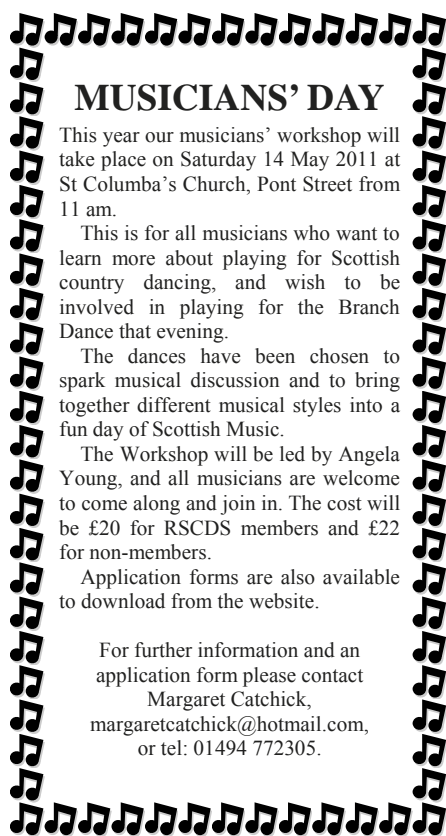 MUSICIANS’ DAY
This year our musicians’ workshop will
take place on Saturday 14 May 2011 at
St Columba’s Church, Pont Street from
11 am.
This is for all musicians who want to
learn more about playing for Scottish
country dancing, and wish to be
involved in playing for the Branch
Dance that evening.
The dances have been chosen to
spark musical discussion and to bring
together different musical styles into a
fun day of Scottish Music.
The Workshop will be led by Angela
Young, and all musicians are welcome
to come along and join in. The cost will
be £20 for RSCDS members and £22
for non-members.
Application forms are also available
to download from the website.
For further information and an
application form please contact
Margaret Catchick,
margaretcatchick@hotmail.com,
or tel: 01494 772305.